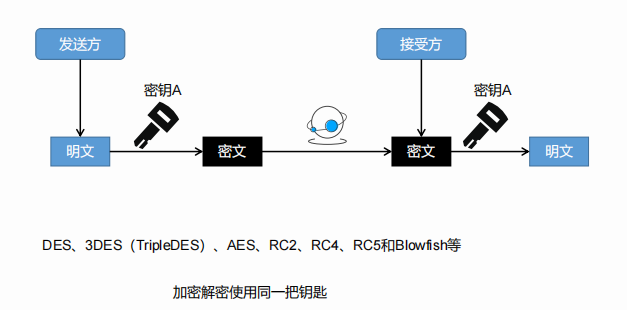 发送方
接受方
密钥A
密钥A
明文
密文
密文
明文
DES、3DES（TripleDES）、AES、RC2、RC4、RC5和Blowfish等
加密解密使用同一把钥匙